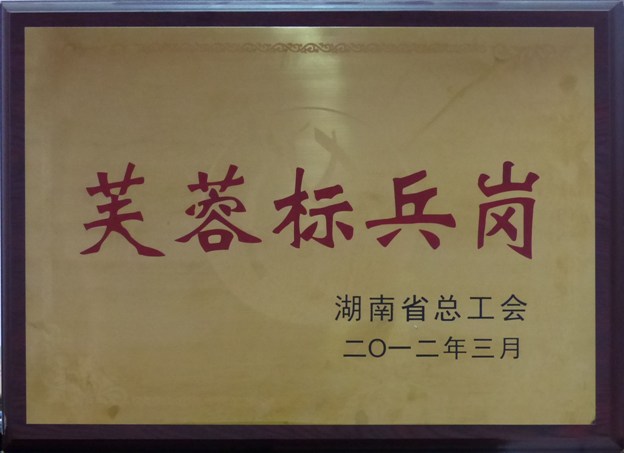 芙蓉标兵岗
湖南省总工会
二〇一二年三月